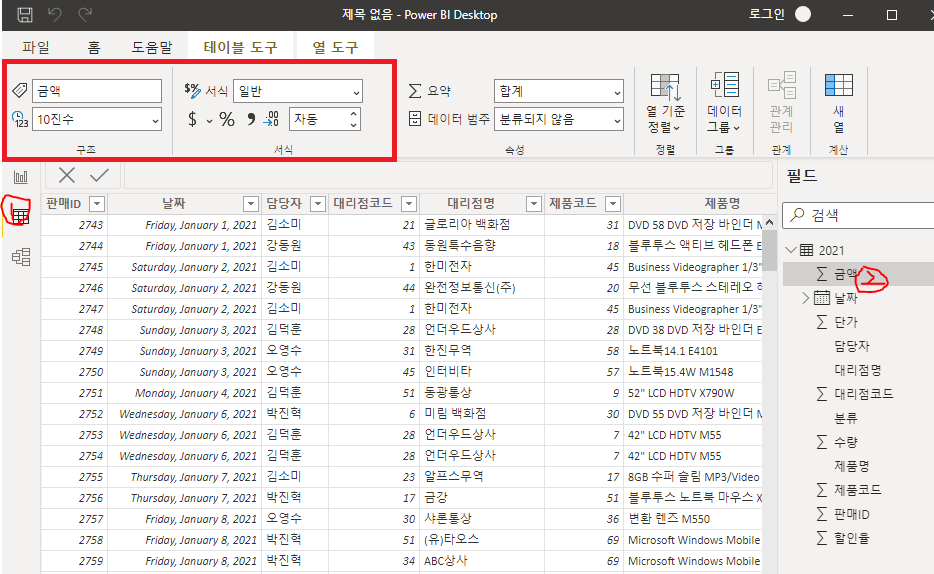 제목 없음 - Power BI Desktop
로그인
파일 홈 도움말 테이블 도구 열 도구
금액
$% 서식 일반
Σ 요약 합계
123 10진수
$ % 9 .00 자동
데이터 범주 분류되지 않음
열 기준 정렬
데이터 그룹
관계 관리
새 열
구조 서식 속성 정렬 그룹 관계 계산
필드
판매ID 날짜 담당자 대리점코드 대리점명 제품코드 제품명
2743 Friday, January 1, 2021 김소미 21 글로리아 백화점 31 DVD 58 DVD 저장 바인더 M
2744 Friday, January 1, 2021 강동원 43 동원특수음향 18 블루투스 액티브 헤드폰 E
2745 Saturday, January 2, 2021 김소미 1 한미전자 45 Business Videographer 1/3"
2746 Saturday, January 2, 2021 강동원 44 완전정보통신(주) 20 무선 블루투스 스테레오 헤
2747 Saturday, January 2, 2021 김소미 1 한미전자 45 Business Videographer 1/3"
2748 Sunday, January 3, 2021 김덕훈 28 언더우드상사 28 DVD 38 DVD 저장 바인더 E
2749 Sunday, January 3, 2021 오영수 31 한진무역 58 노트북14.1 E4101
2750 Sunday, January 3, 2021 오영수 45 인터비타 57 노트북15.4W M1548
2751 Monday, January 4, 2021 김덕훈 51 동광통상 9 52" LCD HDTV X790W
2752 Wednesday, January 6, 2021 박진혁 6 미림 백화점 30 DVD 55 DVD 저장 바인더 M
2753 Wednesday, January 6, 2021 김덕훈 28 언더우드상사 7 42" LCD HDTV M55
2754 Wednesday, January 6, 2021 김덕훈 28 언더우드상사 7 42" LCD HDTV M55
2755 Thursday, January 7, 2021 김소미 23 알프스무역 17 8GB 수퍼 슬림 MP3/Video
2756 Thursday, January 7, 2021 박진혁 17 금강 51 블루투스 노트북 마우스 X
2757 Friday, January 8, 2021 오영수 30 샤론통상 36 변환 렌즈 M550
2758 Friday, January 8, 2021 박진혁 51 (유)타오스 69 Microsoft Windows Mobile
2759 Friday, January 8, 2021 박진혁 34 ABC상사 69 Microsoft Windows Mobile
검색
2021
Σ 금액 Σ
날짜
Σ 단가
담당자
대리점명
Σ 대리점코드
분류
Σ 수량
제품명
Σ 제품코드
Σ 판매ID
Σ 할인율